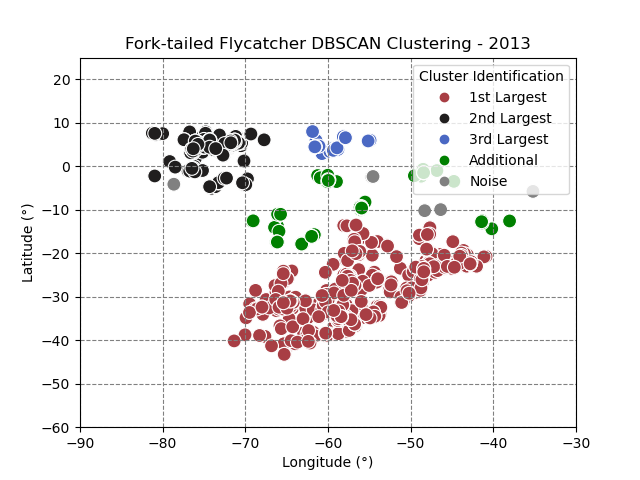 Fork-tailed Flycatcher DBSCAN Clustering - 2013
Cluster Identification
1st Largest
2nd Largest
3rd Largest
Additional
Noise
Latitude (°)
20
10
0
−10
−20
−30
−40
−50
−60
−90
−80
−70
−60
−50
−40
−30
Longitude (°)